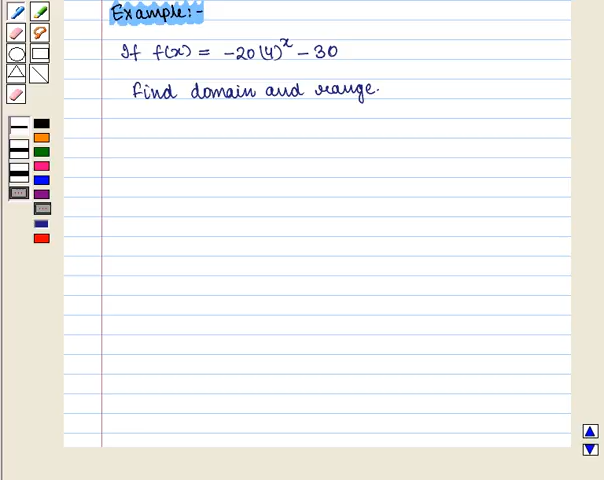 Example:-
If f(x) = -20(4)^x - 30
Find domain and range.